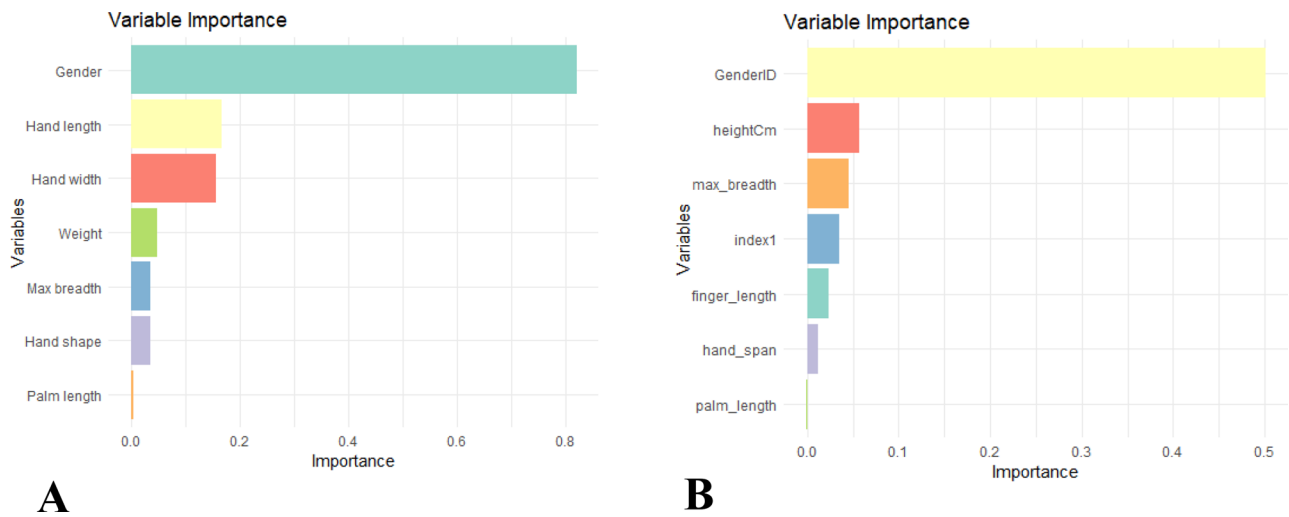 Variable Importance
Gender
Hand length
Hand width
Weight
Max breadth
Hand shape
Palm length
Variables
0.0 0.2 0.4 0.6 0.8
Importance
A
Variable Importance
GenderID
heightCm
max_breadth
index1
finger_length
hand_span
palm_length
Variables
0.0 0.1 0.2 0.3 0.4 0.5
Importance
B